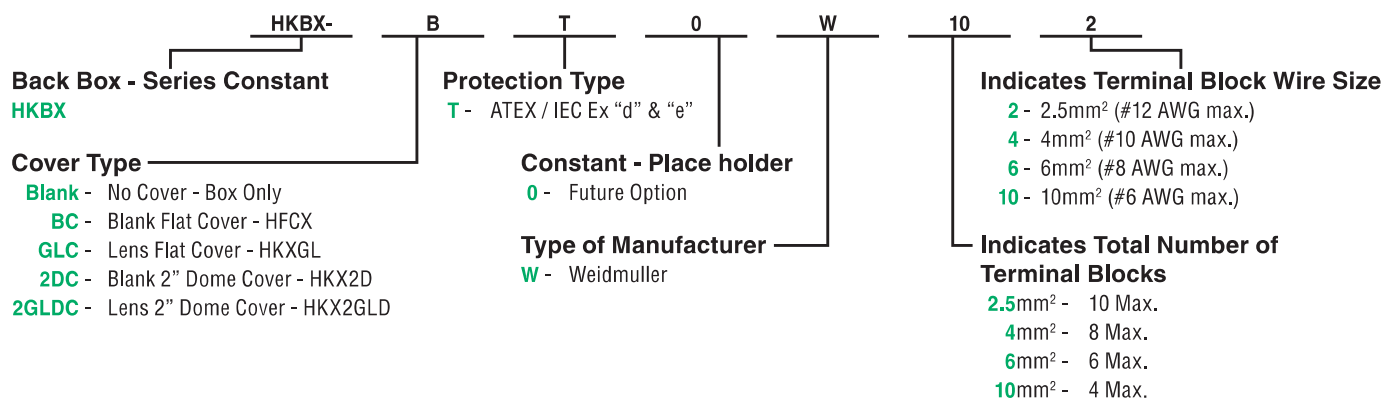 HKBX- B T 0 W 10 2
Back Box - Series Constant
HKBX
Cover Type
Blank - No Cover - Box Only
BC - Blank Flat Cover - HFCX
GLC - Lens Flat Cover - HKXGL
2DC - Blank 2” Dome Cover - HKX2D
2GLDC - Lens 2” Dome Cover - HKX2GLD
Protection Type
T - ATEX / IEC Ex “d” & “e”
Constant - Place holder
0 - Future Option
Type of Manufacturer
W - Weidmuller
Indicates Terminal Block Wire Size
2 - 2.5mm² (#12 AWG max.)
4 - 4mm² (#10 AWG max.)
6 - 6mm² (#8 AWG max.)
10 - 10mm² (#6 AWG max.)
Indicates Total Number of
Terminal Blocks
2.5mm² - 10 Max.
4mm² - 8 Max.
6mm² - 6 Max.
10mm² - 4 Max.